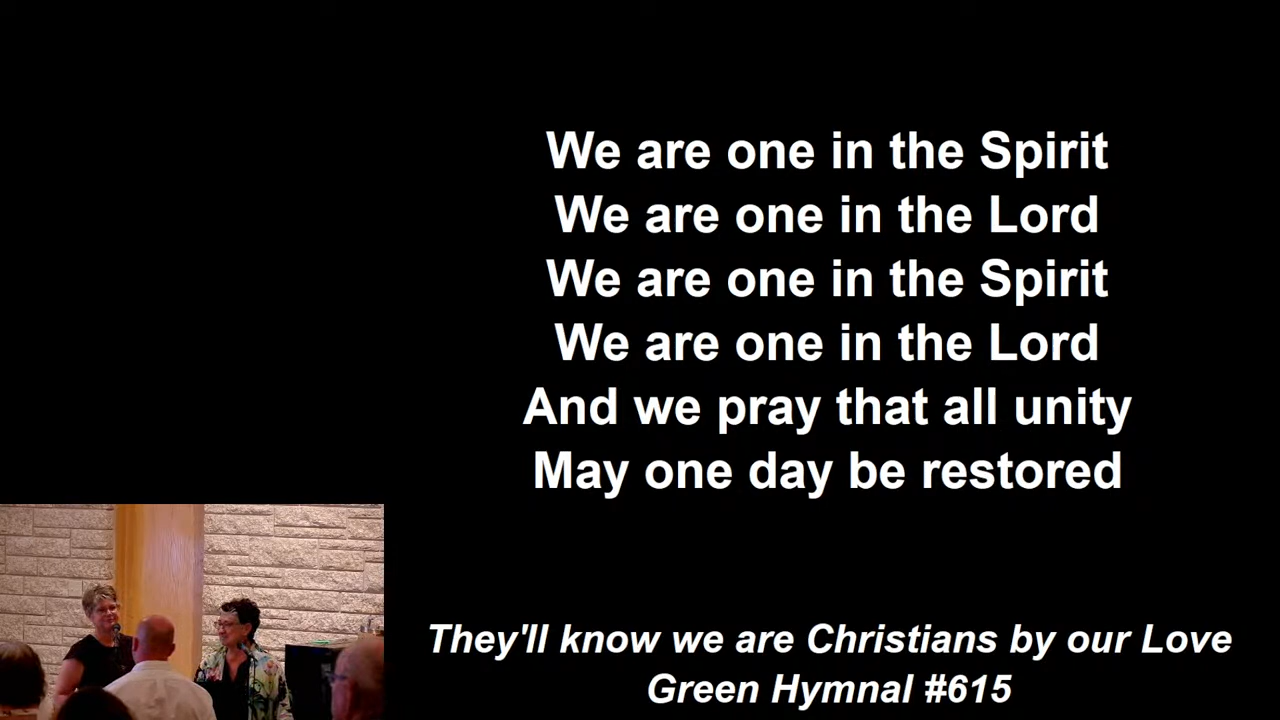 We are one in the Spirit
We are one in the Lord
We are one in the Spirit
We are one in the Lord
And we pray that all unity
May one day be restored
They'll know we are Christians by our Love
Green Hymnal #615